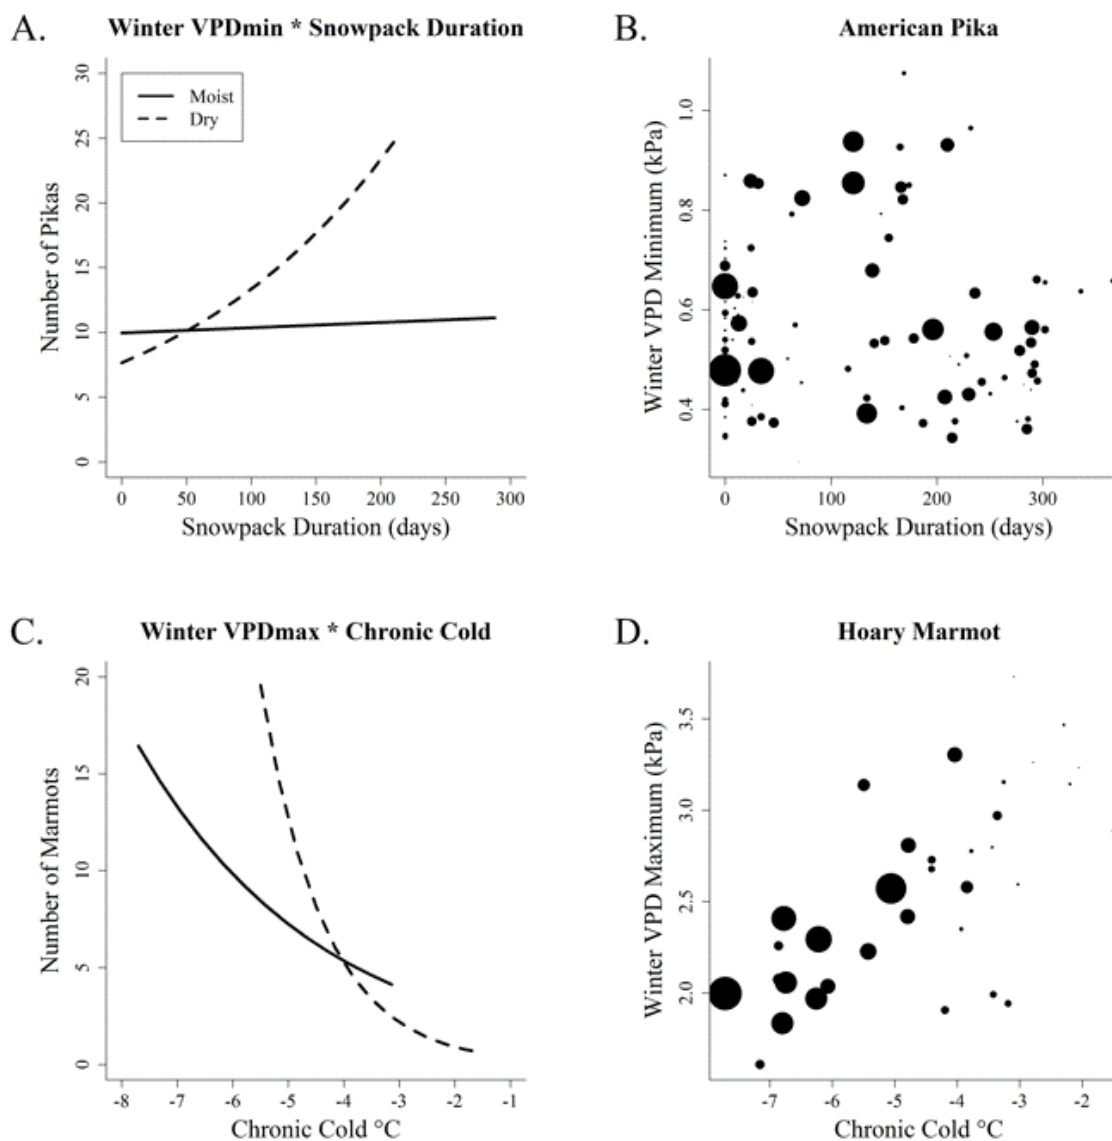 A.
Winter VPDmin * Snowpack Duration
Number of Pikas
30
25
20
15
10
5
0
Moist
Dry
0 50 100 150 200 250 300
Snowpack Duration (days)
B.
American Pika
Winter VPD Minimum (kPa)
1.0
0.8
0.6
0.4
0 100 200 300
Snowpack Duration (days)
C.
Winter VPDmax * Chronic Cold
Number of Marmots
20
15
10
5
0
-8 -7 -6 -5 -4 -3 -2 -1
Chronic Cold °C
D.
Hoary Marmot
Winter VPD Maximum (kPa)
3.5
3.0
2.5
2.0
-7 -6 -5 -4 -3 -2
Chronic Cold °C